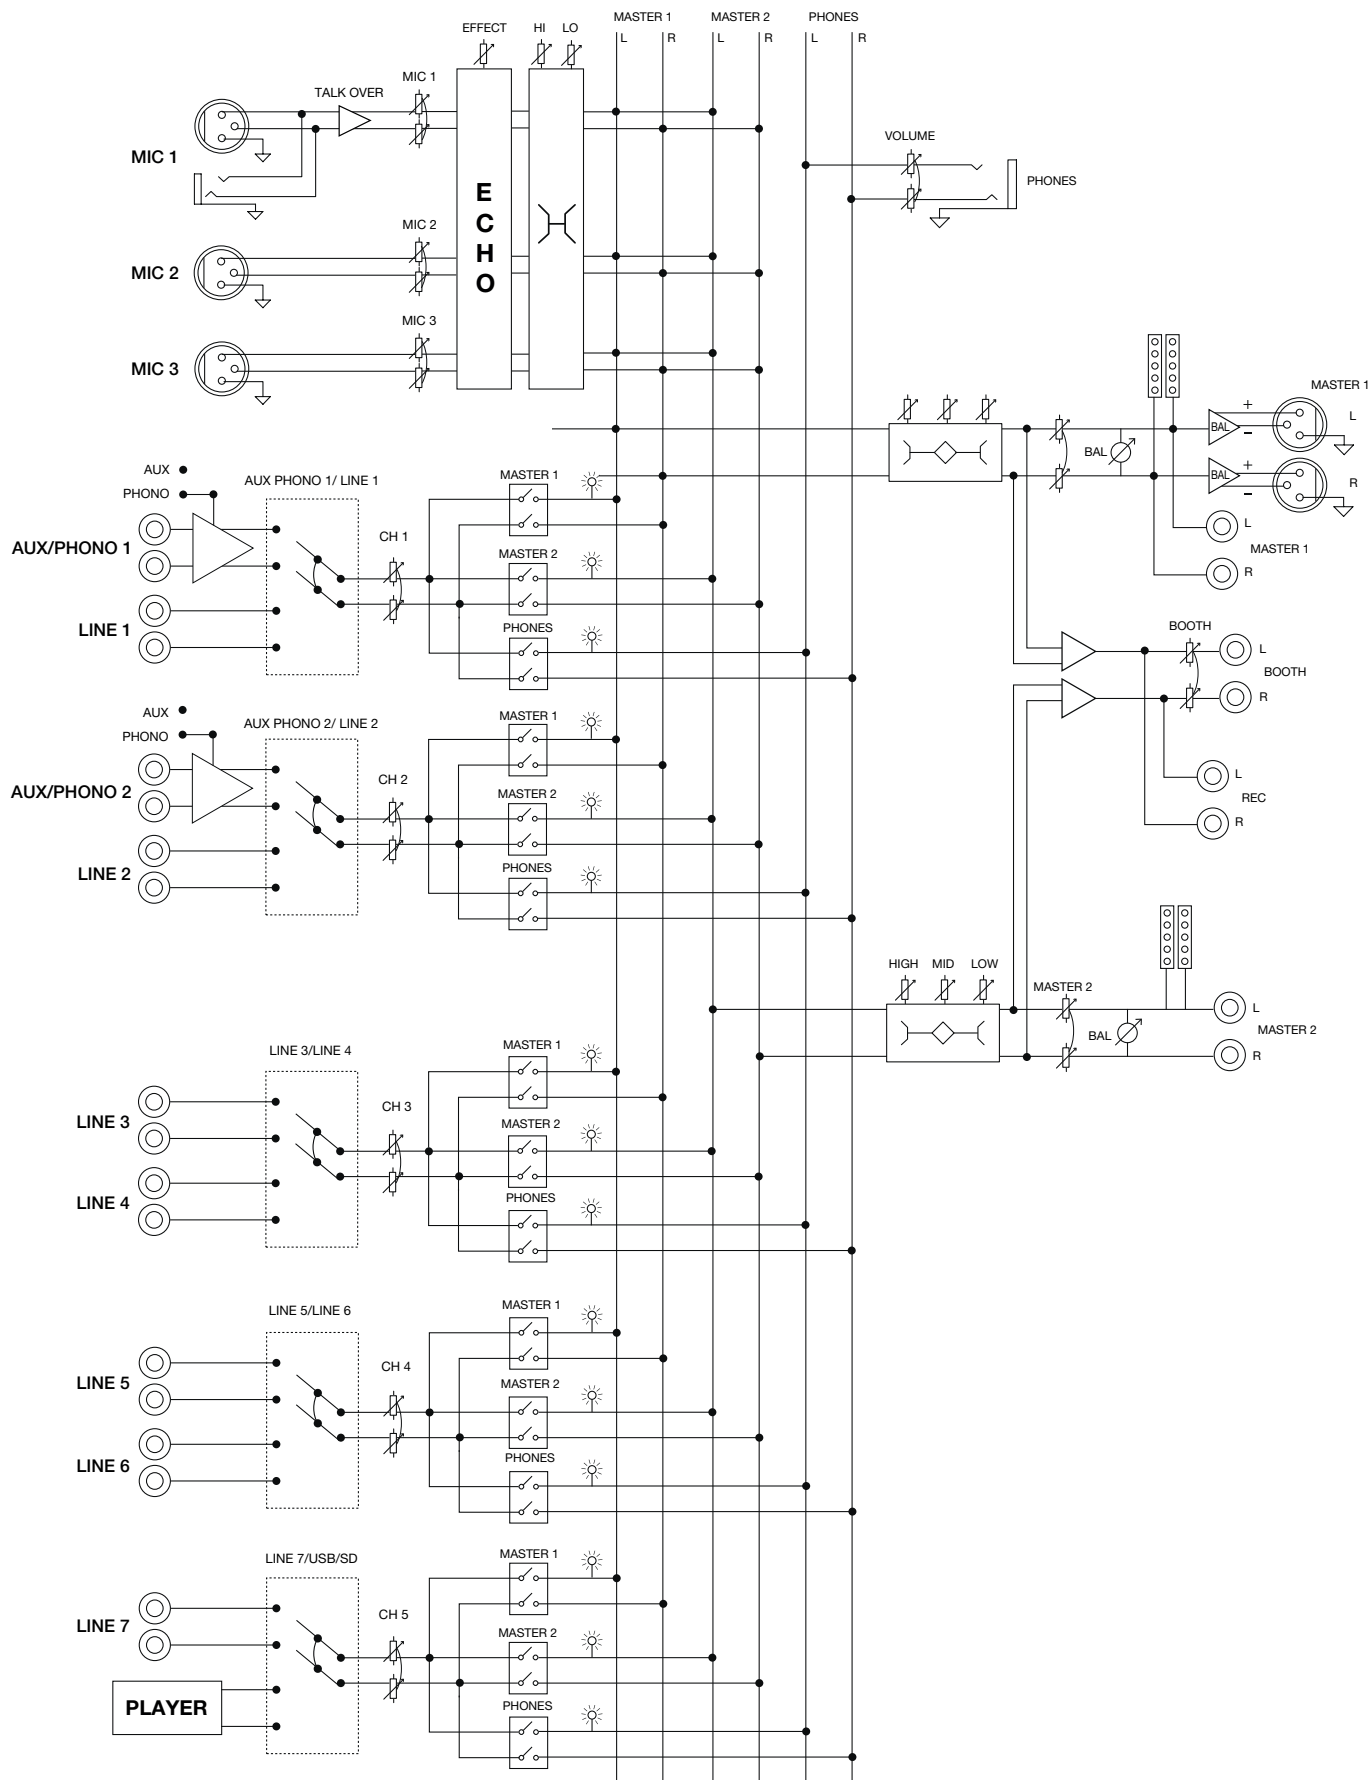 MASTER 1 MASTER 2 PHONES
L R L R L R
EFFECT HI LO
MIC 1
TALK OVER
MIC 1
ECHO
VOLUME
PHONES
MIC 2
MIC 2
MIC 3
MIC 3
MASTER 1
+
L
BAL
-
BAL
+
R
BAL
-
L
MASTER 1
R
AUX
PHONO
AUX PHONO 1/ LINE 1
AUX/PHONO 1
LINE 1
CH 1
MASTER 1
MASTER 2
PHONES
BOOTH
L
BOOTH
R
L
REC
R
AUX
PHONO
AUX PHONO 2/ LINE 2
AUX/PHONO 2
LINE 2
CH 2
MASTER 1
MASTER 2
PHONES
HIGH MID LOW
MASTER 2
BAL
L
MASTER 2
R
LINE 3/LINE 4
LINE 3
LINE 4
CH 3
MASTER 1
MASTER 2
PHONES
LINE 5/LINE 6
LINE 5
LINE 6
CH 4
MASTER 1
MASTER 2
PHONES
LINE 7/USB/SD
LINE 7
PLAYER
CH 5
MASTER 1
MASTER 2
PHONES